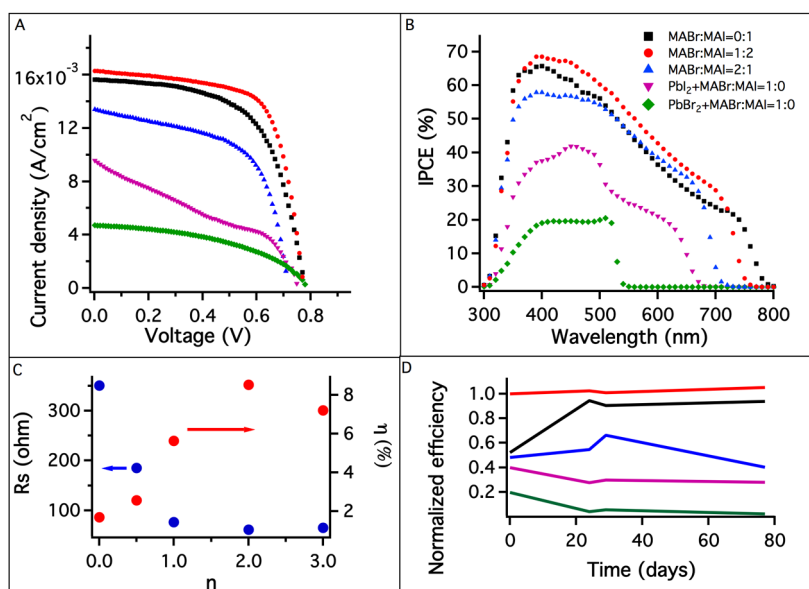 A
16x10⁻³
12
8
4
0
Current density (A/cm²)
0.0
0.2
0.4
0.6
0.8
Voltage (V)
B
MABr:MAI=0:1
MABr:MAI=1:2
MABr:MAI=2:1
PbI₂+MABr:MAI=1:0
PbBr₂+MABr:MAI=1:0
70
60
50
40
30
20
10
0
IPCE (%)
300
400
500
600
700
800
Wavelength (nm)
C
300
200
100
Rs (ohm)
8
6
4
2
η (%)
0.0
1.0
2.0
3.0
n
D
1.0
0.8
0.6
0.4
0.2
Normalized efficiency
0
20
40
60
80
Time (days)